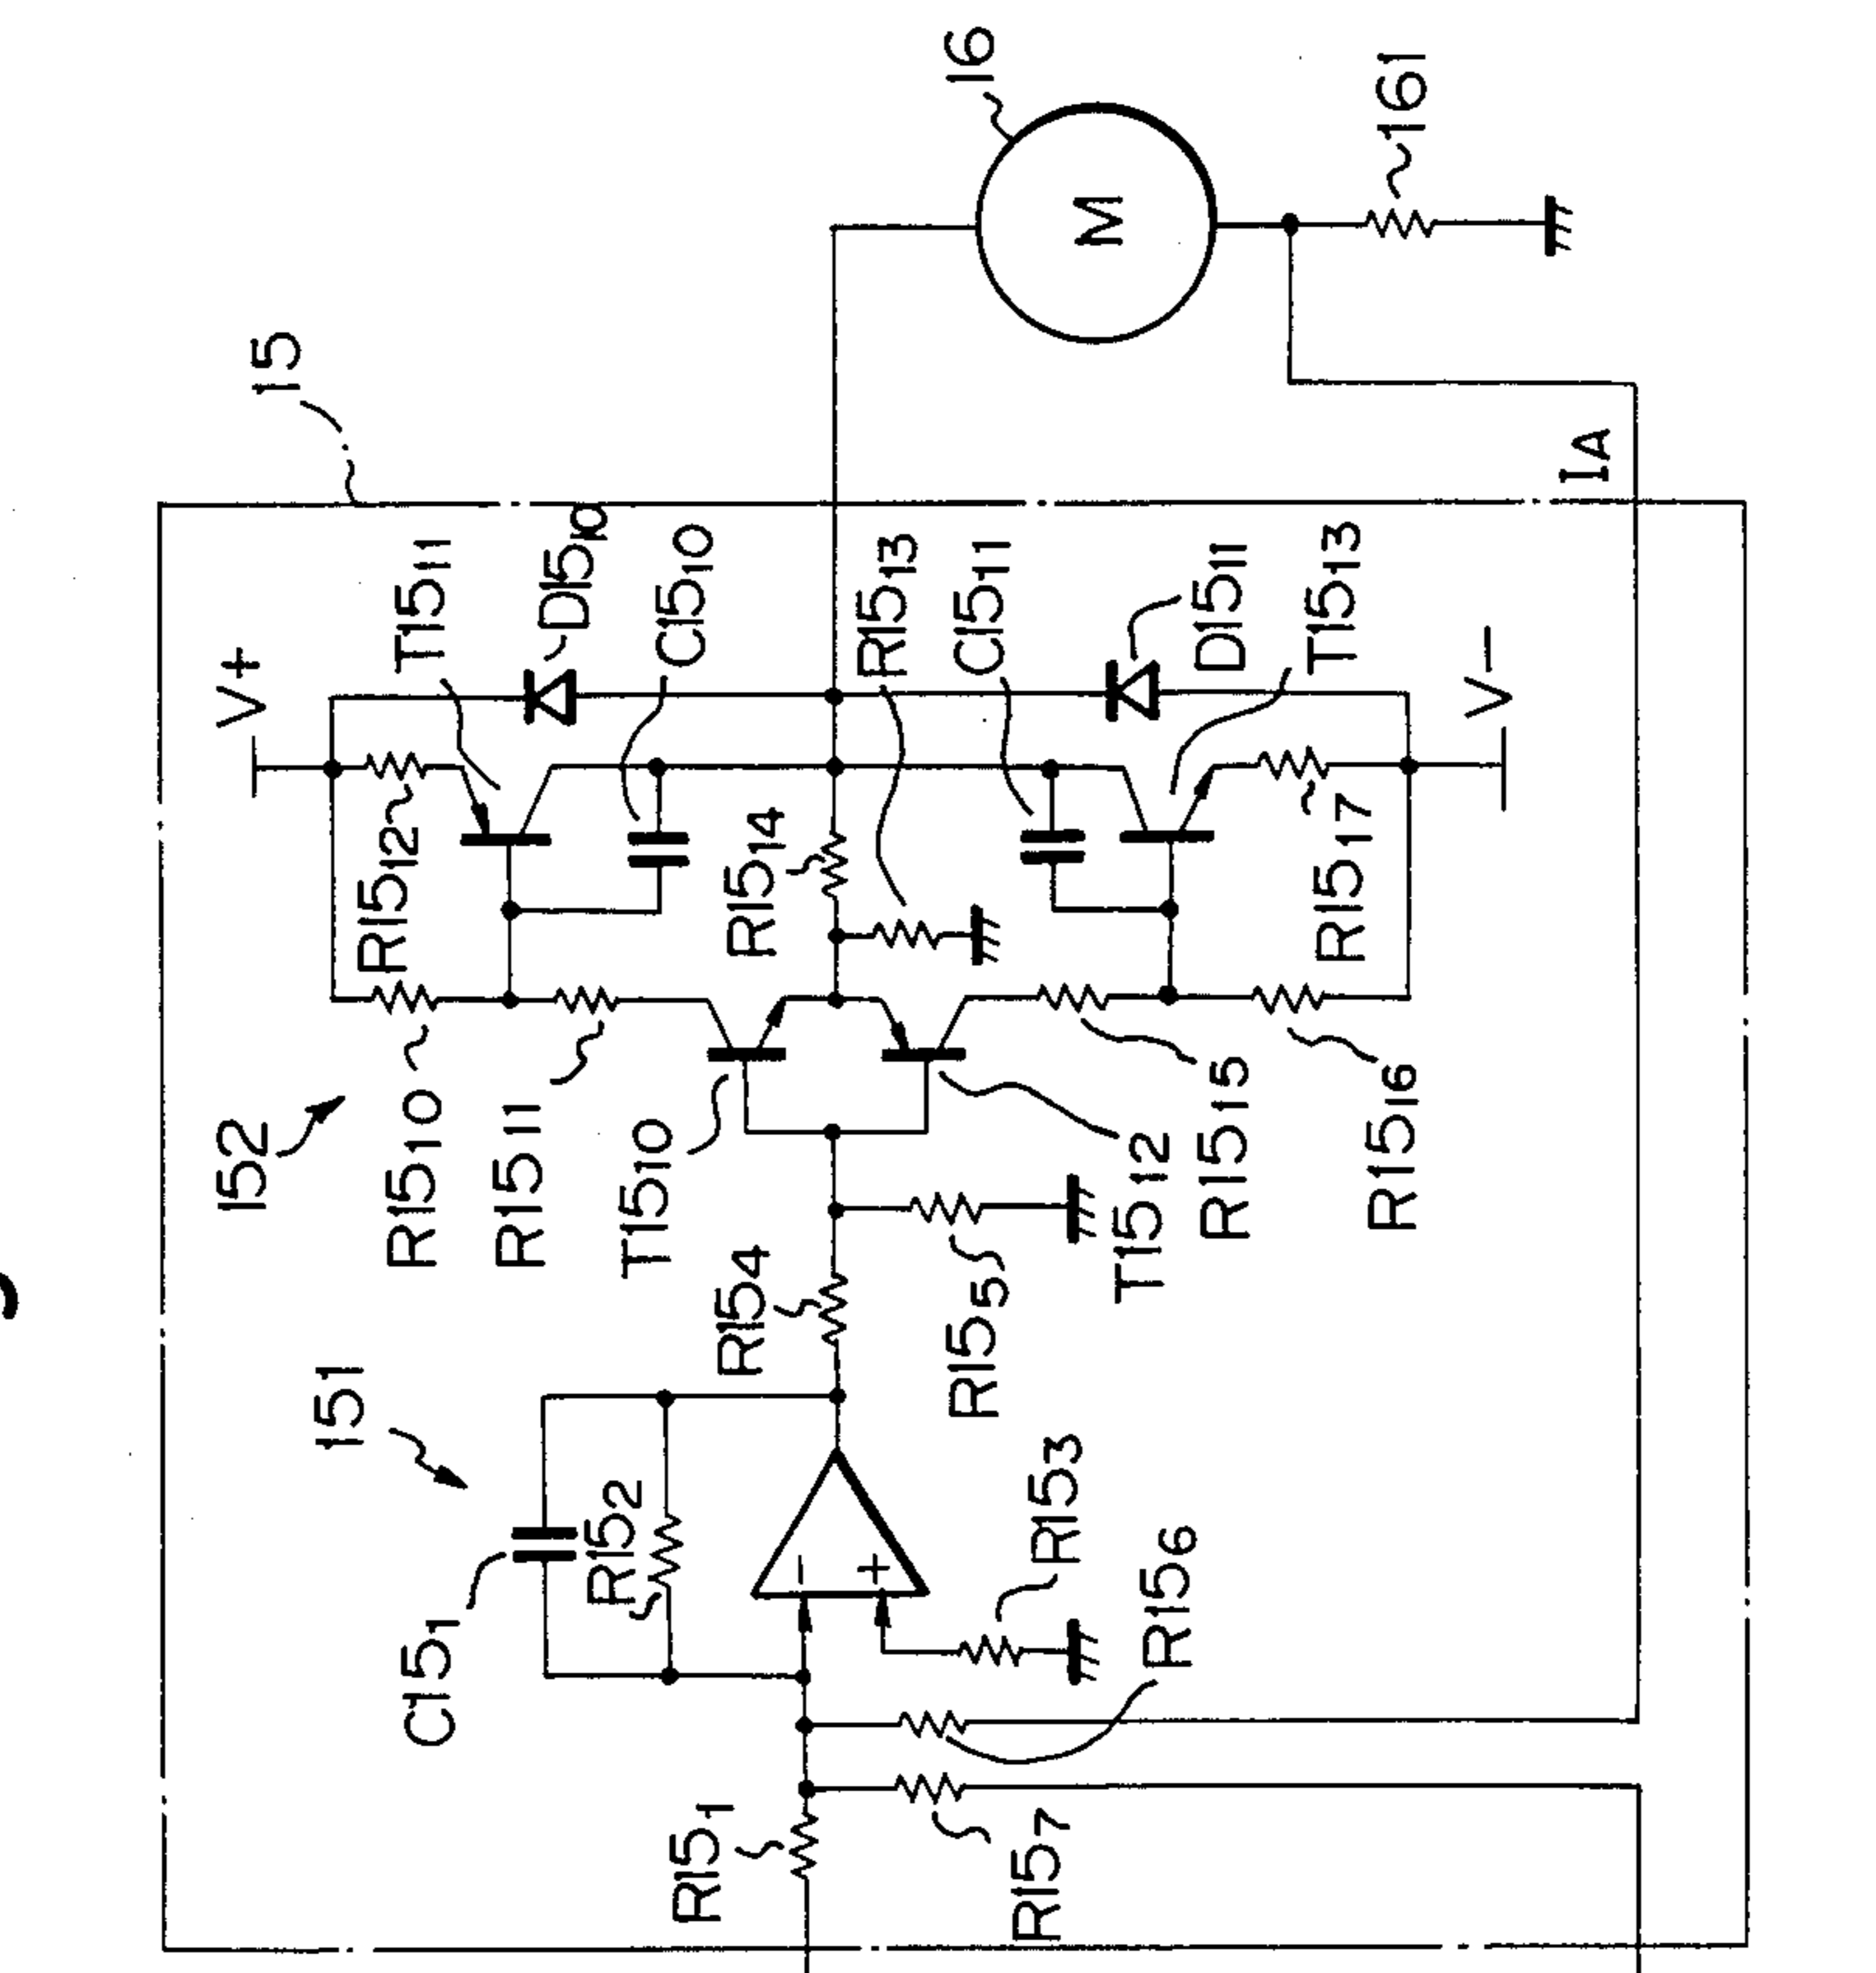 15
16
M
161
IA
V+
T15₁₁
D15₁₀
C15₁₀
R15₁₃
C15₁₁
D15₁₁
T15₁₃
V−
R15₁₂
R15₁₄
R15₁₇
152
R15₁₀
R15₁₁
T15₁₀
T15₁₂
R15₁₅
R15₁₆
R15₄
R15₅
151
C15₁
R15₂
−
+
R15₃
R15₆
R15₁
R15₇